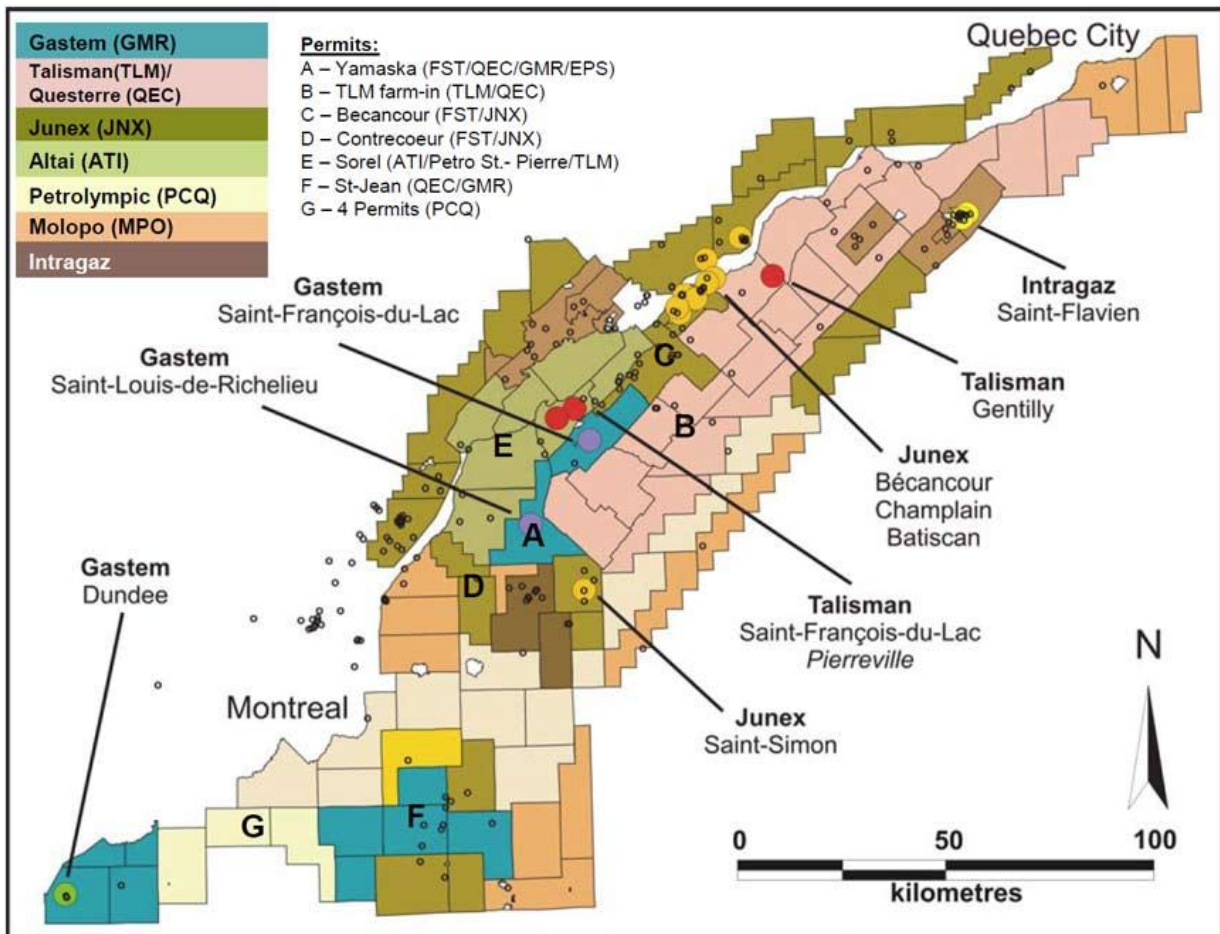 Gastem (GMR)
Talisman(TLM)/
Questerre (QEC)
Junex (JNX)
Altai (ATI)
Petrolympic (PCQ)
Molopo (MPO)
Intragaz
Permits:
A – Yamaska (FST/QEC/GMR/EPS)
B – TLM farm-in (TLM/QEC)
C – Becancour (FST/JNX)
D – Contrecoeur (FST/JNX)
E – Sorel (ATI/Petro St.- Pierre/TLM)
F – St-Jean (QEC/GMR)
G – 4 Permits (PCQ)
Quebec City
Gastem
Saint-François-du-Lac
Gastem
Saint-Louis-de-Richelieu
Intragaz
Saint-Flavien
Talisman
Gentilly
Junex
Bécancour
Champlain
Batiscan
C
B
E
A
D
Gastem
Dundee
Talisman
Saint-François-du-Lac
Pierreville
Junex
Saint-Simon
Montreal
N
F
G
0 50 100
kilometres